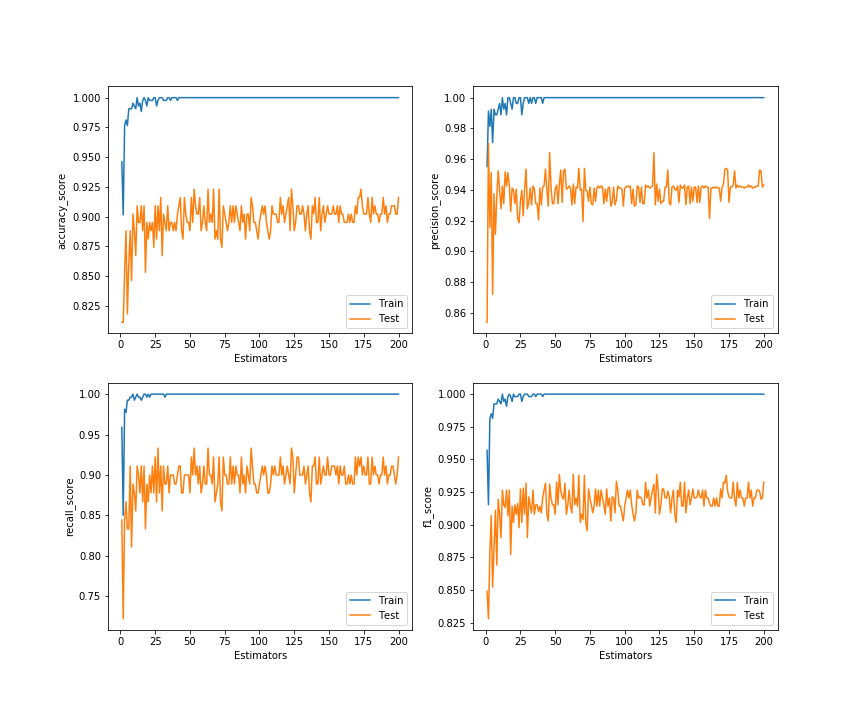 accuracy_score
1.000
0.975
0.950
0.925
0.900
0.875
0.850
0.825
0 25 50 75 100 125 150 175 200
Estimators
Train
Test
precision_score
1.00
0.98
0.96
0.94
0.92
0.90
0.88
0.86
0 25 50 75 100 125 150 175 200
Estimators
Train
Test
recall_score
1.00
0.95
0.90
0.85
0.80
0.75
0 25 50 75 100 125 150 175 200
Estimators
Train
Test
f1_score
1.000
0.975
0.950
0.925
0.900
0.875
0.850
0.825
0 25 50 75 100 125 150 175 200
Estimators
Train
Test